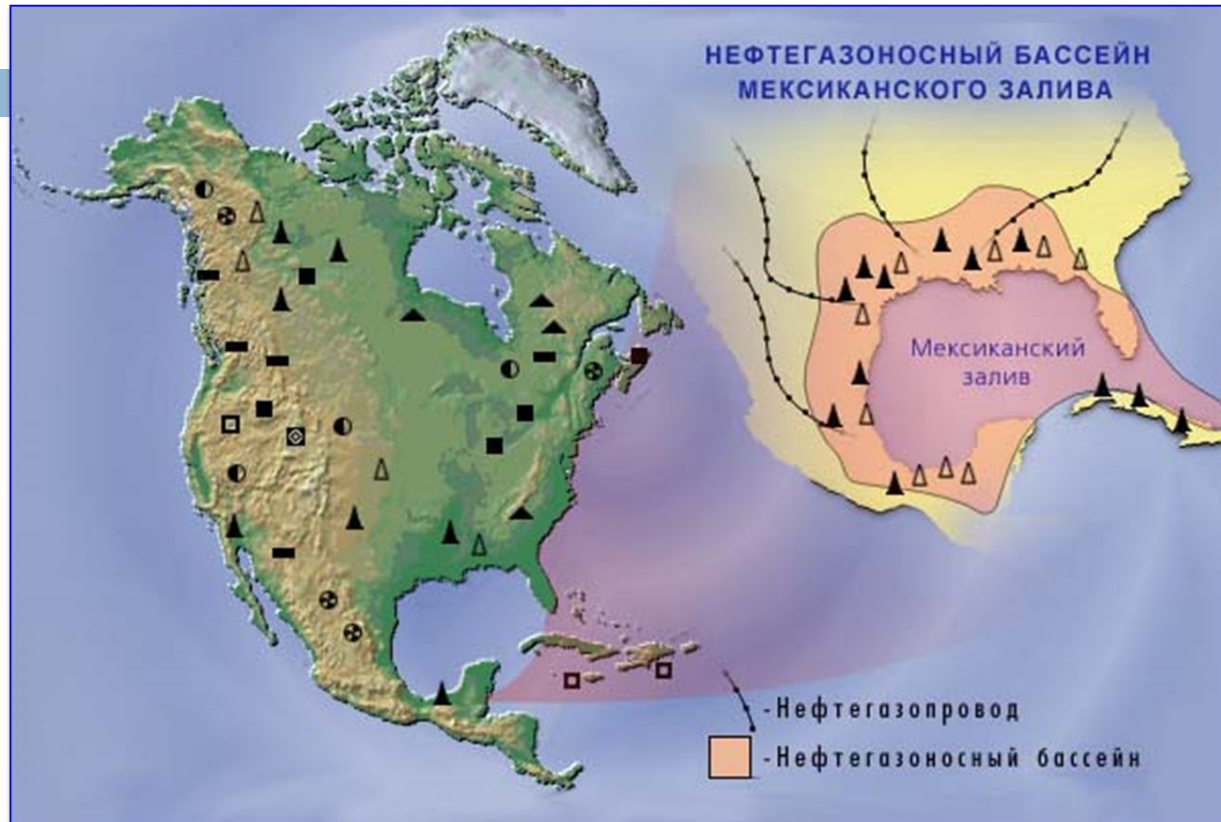 НЕФТЕГАЗОНОСНЫЙ БАССЕЙН
МЕКСИКАНСКОГО ЗАЛИВА
Мексиканский
залив
-Нефтегазопровод
-Нефтегазоносный бассейн